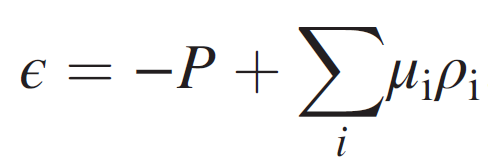 ϵ = −P + ∑ᵢ μᵢρᵢ